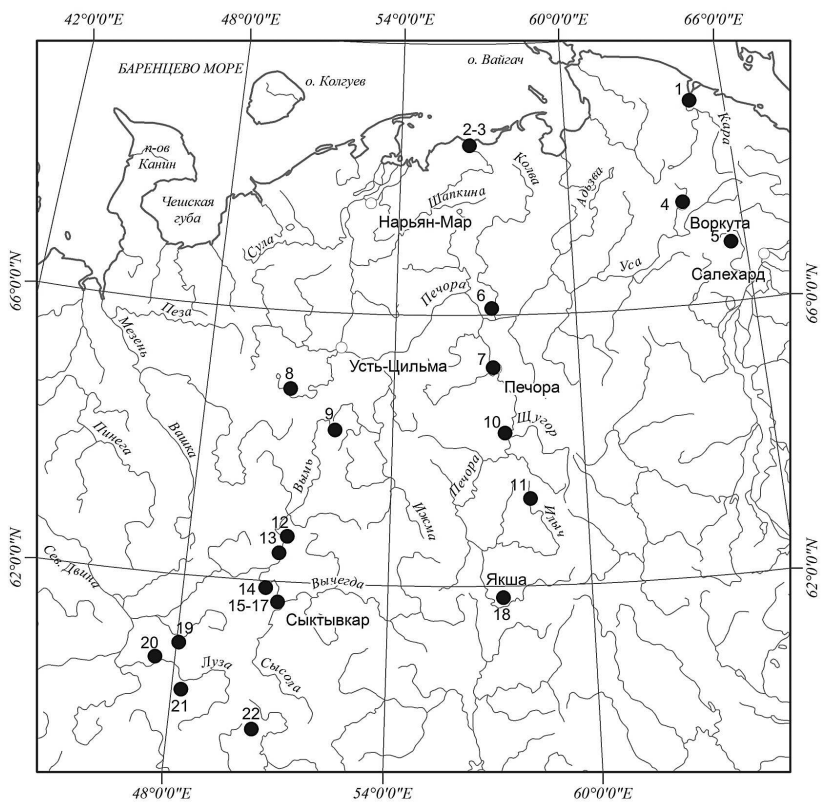 42°0'0"E
48°0'0"E
54°0'0"E
60°0'0"E
66°0'0"E
БАРЕНЦЕВО МОРЕ
о. Колгуев
о. Вайгач
1
Кара
2-3
п-ов
Канин
Колва
Адьзва
Чешская
губа
Шапкина
Нарьян-Мар
4
Воркута
5
Сула
Уса
Салехард
66°0'0"N
66°0'0"N
Печора
6
Пеза
Мезень
Усть-Цильма
7
8
Печора
9
10
Щугор
Пинега
Вашка
Вымь
Печора
11
Ижма
Илыч
12
13
62°0'0"N
62°0'0"N
Сев. Двина
14
Вычегда
Якша
15-17
Сыктывкар
18
19
20
Луза
Сысола
21
22
48°0'0"E
54°0'0"E
60°0'0"E